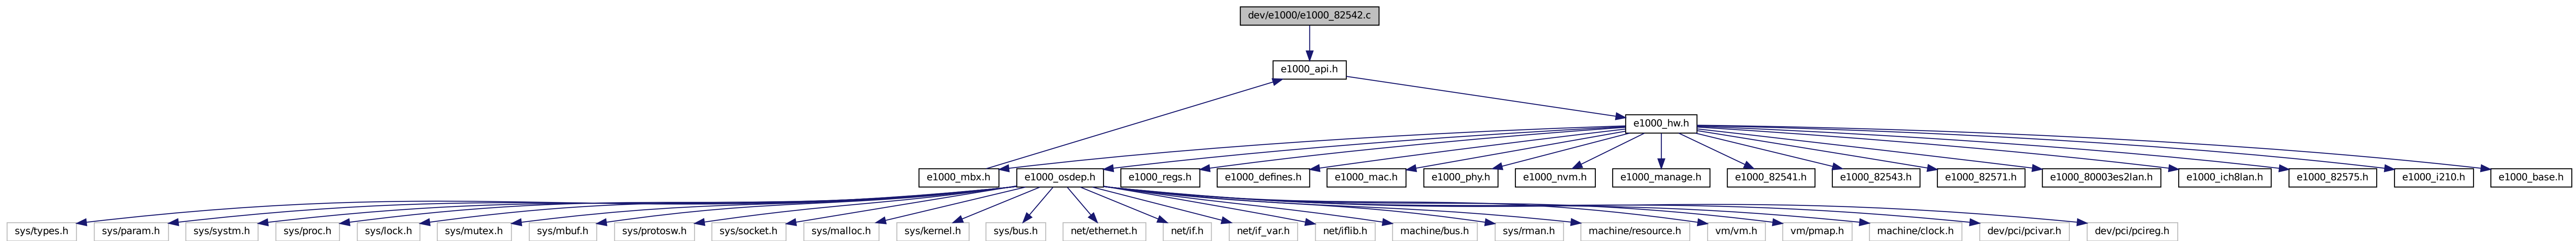 dev/e1000/e1000_82542.c
e1000_api.h
e1000_hw.h
e1000_mbx.h
e1000_osdep.h
e1000_regs.h
e1000_defines.h
e1000_mac.h
e1000_phy.h
e1000_nvm.h
e1000_manage.h
e1000_82541.h
e1000_82543.h
e1000_82571.h
e1000_80003es2lan.h
e1000_ich8lan.h
e1000_82575.h
e1000_i210.h
e1000_base.h
sys/types.h
sys/param.h
sys/systm.h
sys/proc.h
sys/lock.h
sys/mutex.h
sys/mbuf.h
sys/protosw.h
sys/socket.h
sys/malloc.h
sys/kernel.h
sys/bus.h
net/ethernet.h
net/if.h
net/if_var.h
net/iflib.h
machine/bus.h
sys/rman.h
machine/resource.h
vm/vm.h
vm/pmap.h
machine/clock.h
dev/pci/pcivar.h
dev/pci/pcireg.h